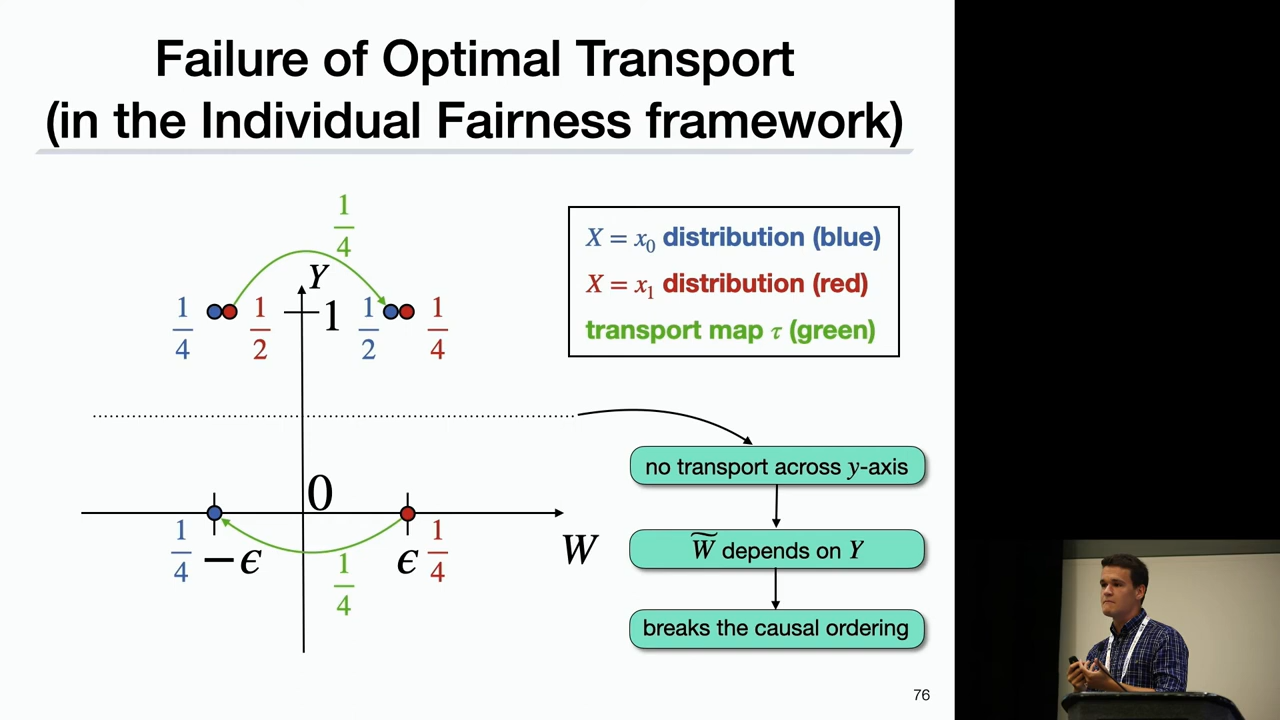 Failure of Optimal Transport
(in the Individual Fairness framework)
1/4
Y
1/4 1/2 1 1/2 1/4
X = x₀ distribution (blue)
X = x₁ distribution (red)
transport map τ (green)
no transport across y-axis
0
1/4 −ϵ 1/4 ϵ 1/4 W
W̃ depends on Y
breaks the causal ordering
76